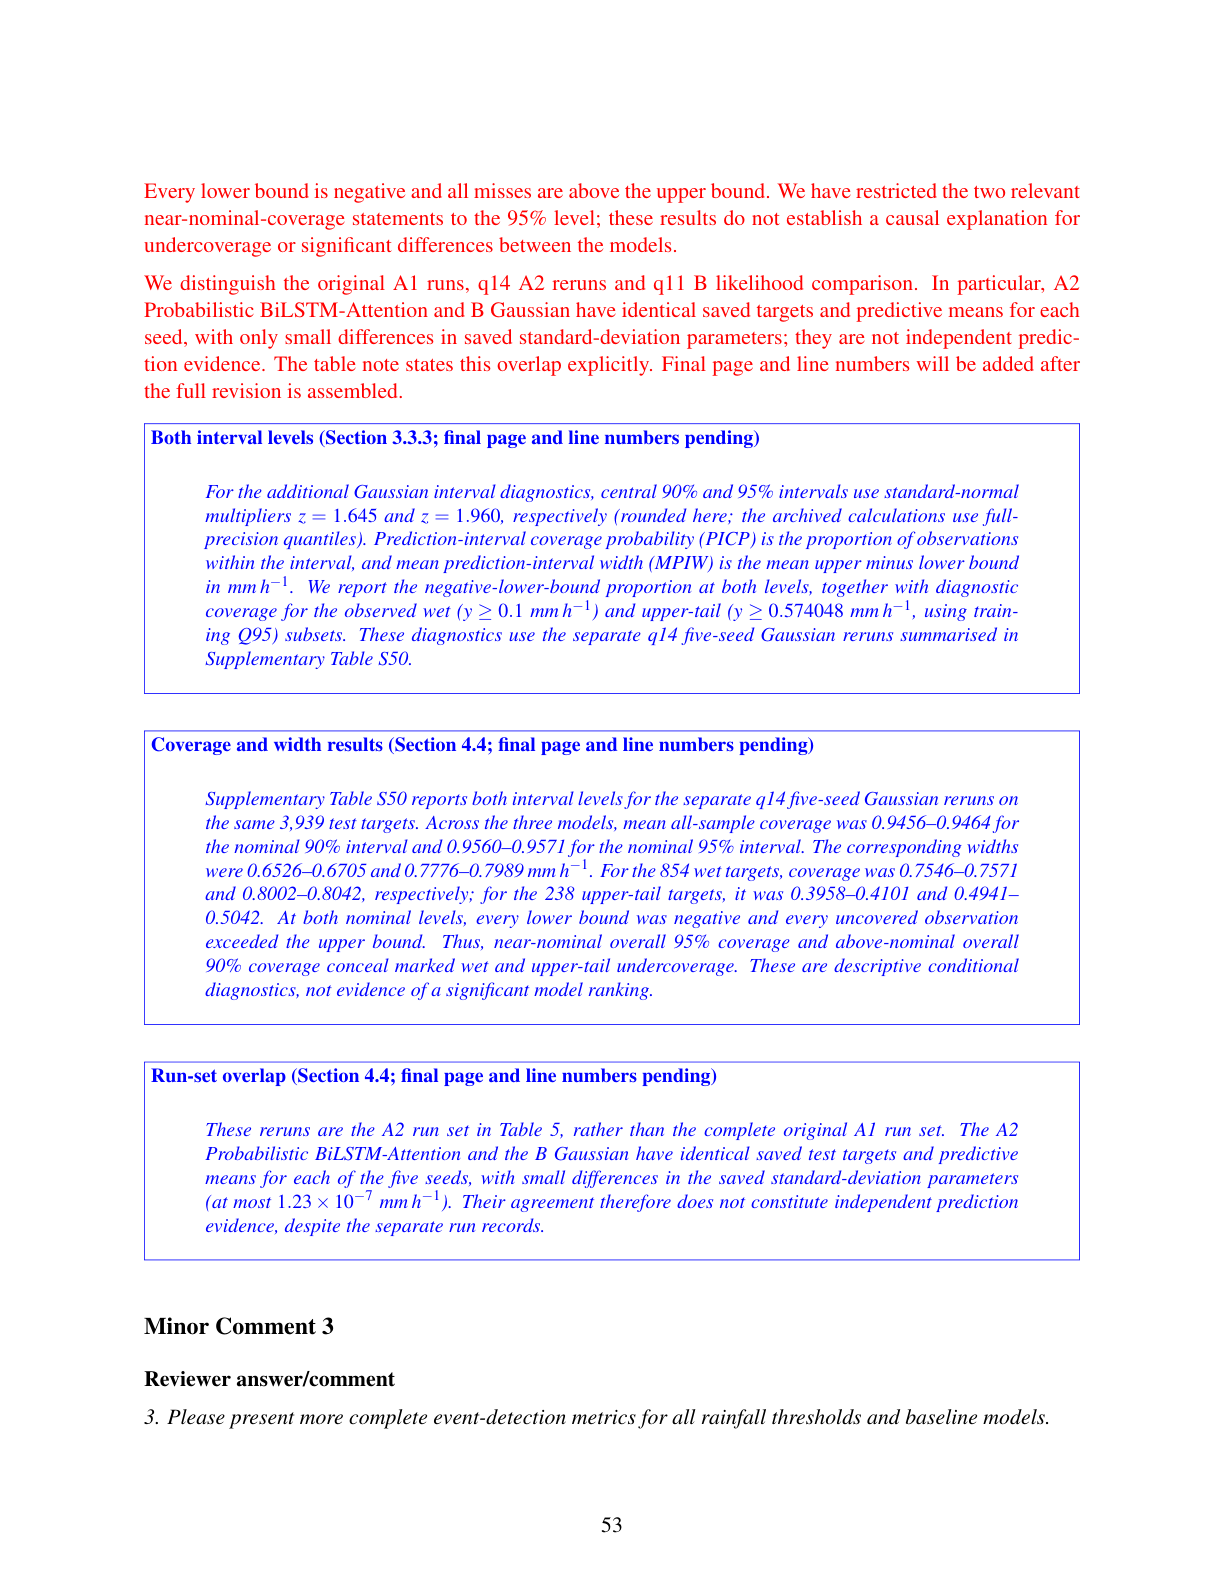 Every lower bound is negative and all misses are above the upper bound. We have restricted the two relevant
near-nominal-coverage statements to the 95% level; these results do not establish a causal explanation for
undercoverage or significant differences between the models.
We distinguish the original A1 runs, q14 A2 reruns and q11 B likelihood comparison. In particular, A2
Probabilistic BiLSTM-Attention and B Gaussian have identical saved targets and predictive means for each
seed, with only small differences in saved standard-deviation parameters; they are not independent predic-
tion evidence. The table note states this overlap explicitly. Final page and line numbers will be added after
the full revision is assembled.
Both interval levels (Section 3.3.3; final page and line numbers pending)
For the additional Gaussian interval diagnostics, central 90% and 95% intervals use standard-normal
multipliers z = 1.645 and z = 1.960, respectively (rounded here; the archived calculations use full-
precision quantiles). Prediction-interval coverage probability (PICP) is the proportion of observations
within the interval, and mean prediction-interval width (MPIW) is the mean upper minus lower bound
in mm h⁻¹. We report the negative-lower-bound proportion at both levels, together with diagnostic
coverage for the observed wet (y ≥ 0.1 mm h⁻¹) and upper-tail (y ≥ 0.574048 mm h⁻¹, using train-
ing Q95) subsets. These diagnostics use the separate q14 five-seed Gaussian reruns summarised in
Supplementary Table S50.
Coverage and width results (Section 4.4; final page and line numbers pending)
Supplementary Table S50 reports both interval levels for the separate q14 five-seed Gaussian reruns on
the same 3,939 test targets. Across the three models, mean all-sample coverage was 0.9456–0.9464 for
the nominal 90% interval and 0.9560–0.9571 for the nominal 95% interval. The corresponding widths
were 0.6526–0.6705 and 0.7776–0.7989 mm h⁻¹. For the 854 wet targets, coverage was 0.7546–0.7571
and 0.8002–0.8042, respectively; for the 238 upper-tail targets, it was 0.3958–0.4101 and 0.4941–
0.5042. At both nominal levels, every lower bound was negative and every uncovered observation
exceeded the upper bound. Thus, near-nominal overall 95% coverage and above-nominal overall
90% coverage conceal marked wet and upper-tail undercoverage. These are descriptive conditional
diagnostics, not evidence of a significant model ranking.
Run-set overlap (Section 4.4; final page and line numbers pending)
These reruns are the A2 run set in Table 5, rather than the complete original A1 run set. The A2
Probabilistic BiLSTM-Attention and the B Gaussian have identical saved test targets and predictive
means for each of the five seeds, with small differences in the saved standard-deviation parameters
(at most 1.23 × 10⁻⁷ mm h⁻¹). Their agreement therefore does not constitute independent prediction
evidence, despite the separate run records.
Minor Comment 3
Reviewer answer/comment
3. Please present more complete event-detection metrics for all rainfall thresholds and baseline models.
53